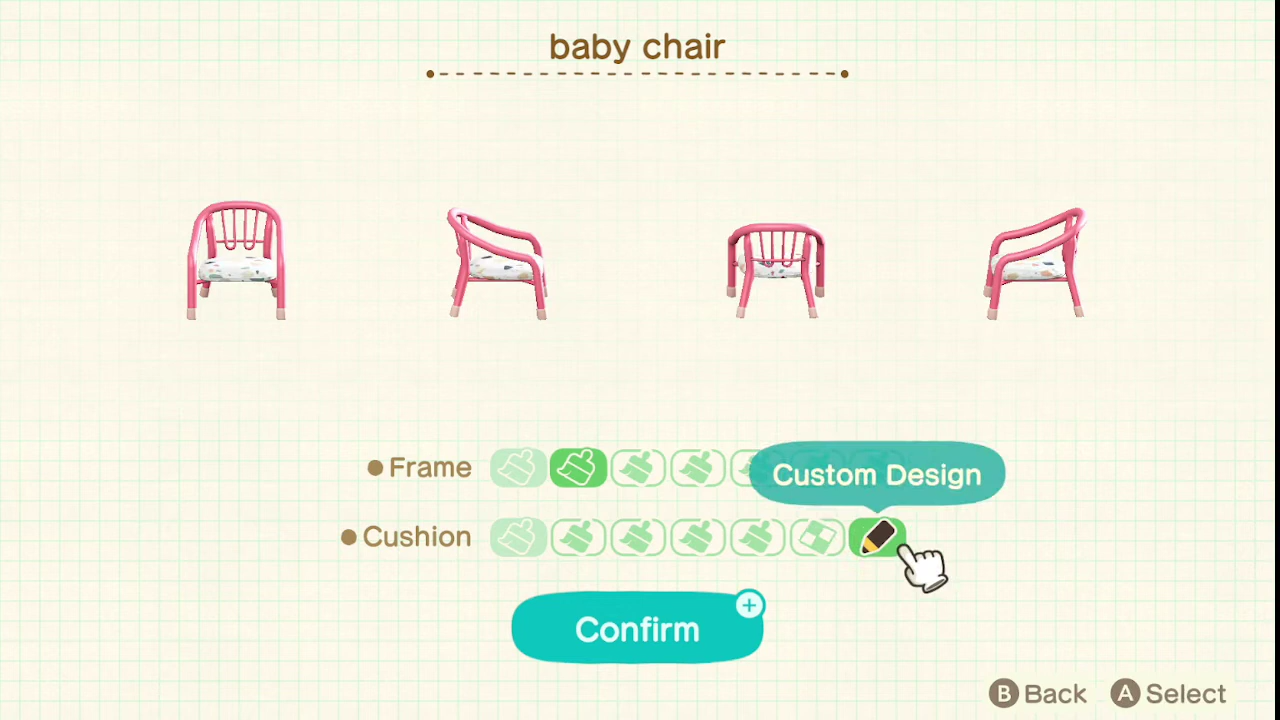 baby chair
Frame
Custom Design
Cushion
Confirm
B Back A Select